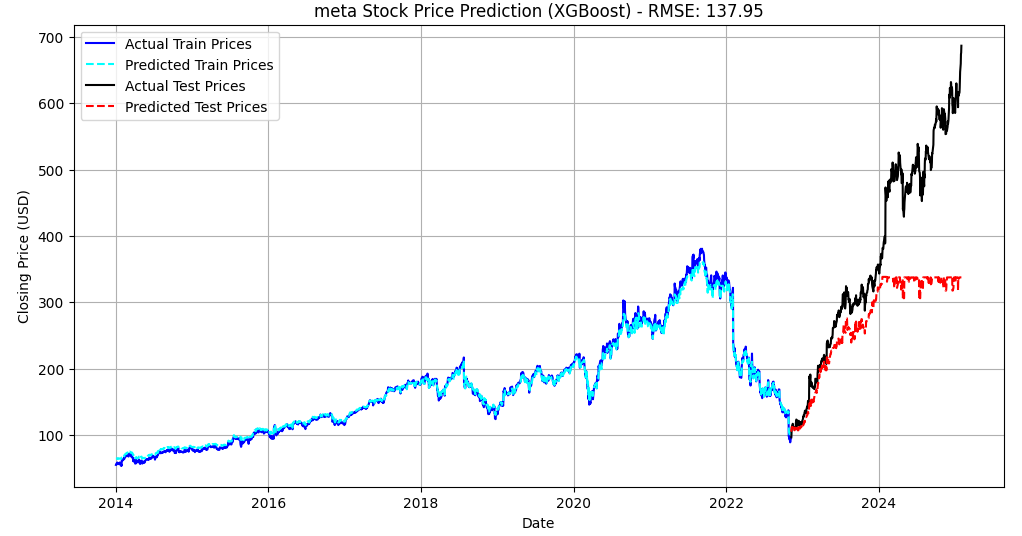 meta Stock Price Prediction (XGBoost) - RMSE: 137.95
Actual Train Prices
Predicted Train Prices
Actual Test Prices
Predicted Test Prices
Closing Price (USD)
700
600
500
400
300
200
100
2014 2016 2018 2020 2022 2024
Date